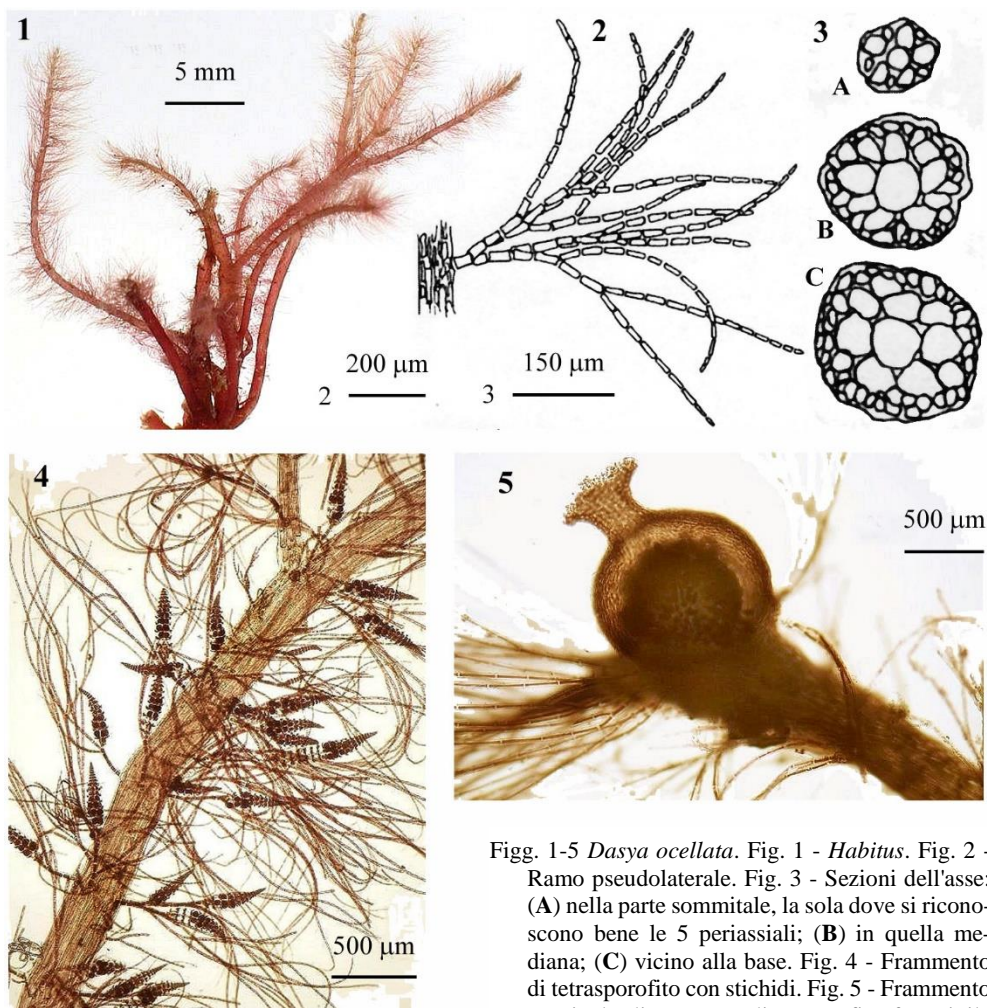 1
5 mm
2
3
A
B
C
2 200 μm
3 150 μm
4
500 μm
5
500 μm
Figg. 1-5 Dasya ocellata. Fig. 1 - Habitus. Fig. 2 -
Ramo pseudolaterale. Fig. 3 - Sezioni dell'asse:
(A) nella parte sommitale, la sola dove si ricono-
scono bene le 5 periassiali; (B) in quella me-
diana; (C) vicino alla base. Fig. 4 - Frammento
di tetrasporofito con stichidi. Fig. 5 - Frammento